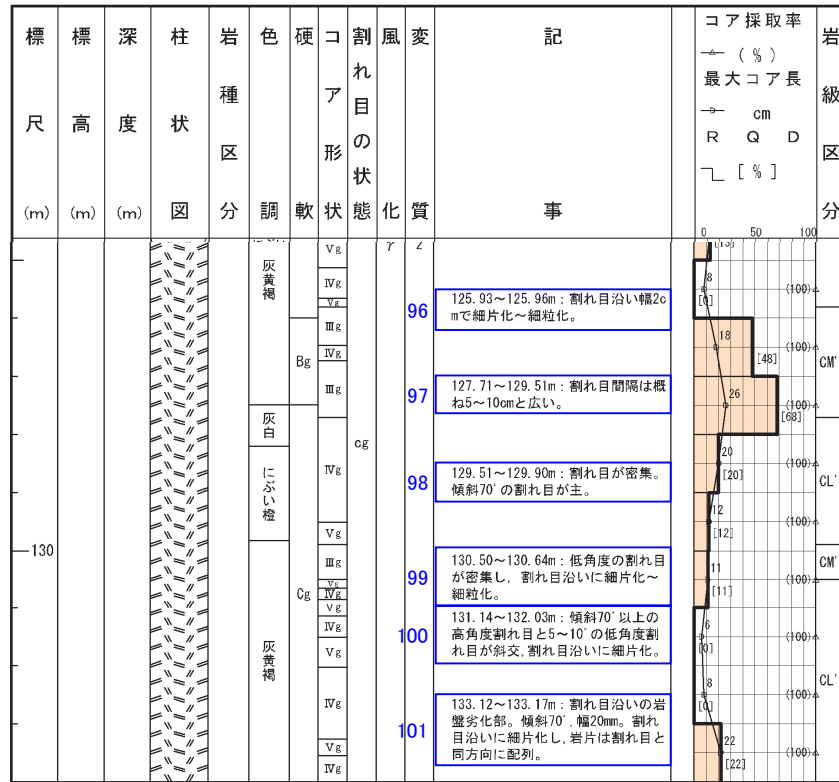 標尺(m)
標高(m)
深度(m)
柱状図
岩種区分
色調
硬軟
コア形状
割れ目の状態
風化
変質
記事
コア採取率
(%)
最大コア長
cm
R Q D
[%]
岩級区分
0 50 100
灰黄褐
灰白
にぶい橙
灰黄褐
Bg
Cg
Ⅴg
Ⅳg
Ⅴg
Ⅲg
Ⅳg
Ⅲg
Ⅳg
Ⅴg
Ⅲg
Ⅴg
Ⅳg
Ⅴg
Ⅳg
Ⅴg
Ⅳg
Ⅴg
Ⅳg
cg
130
96
125.93~125.96m:割れ目沿い幅2c
mで細片化~細粒化。
97
127.71~129.51m:割れ目間隔は概
ね5~10cmと広い。
98
129.51~129.90m:割れ目が密集。
傾斜70°の割れ目が主。
99
130.50~130.64m:低角度の割れ目
が密集し、割れ目沿いに細片化~
細粒化。
100
131.14~132.03m:傾斜70°以上の
高角度割れ目と5~10°の低角度割
れ目が斜交,割れ目沿いに細片化。
101
133.12~133.17m:割れ目沿いの岩
盤劣化部。傾斜70°、幅20mm。割れ
目沿いに細片化し、岩片は割れ目と
同方向に配列。
8
[0]
(100)
18
[48]
(100)
26
[68]
(100)
20
[20]
(100)
12
[12]
(100)
11
[11]
(100)
6
[0]
(100)
8
[0]
(100)
22
[22]
(100)
CM'
CL'
CM'
CL'